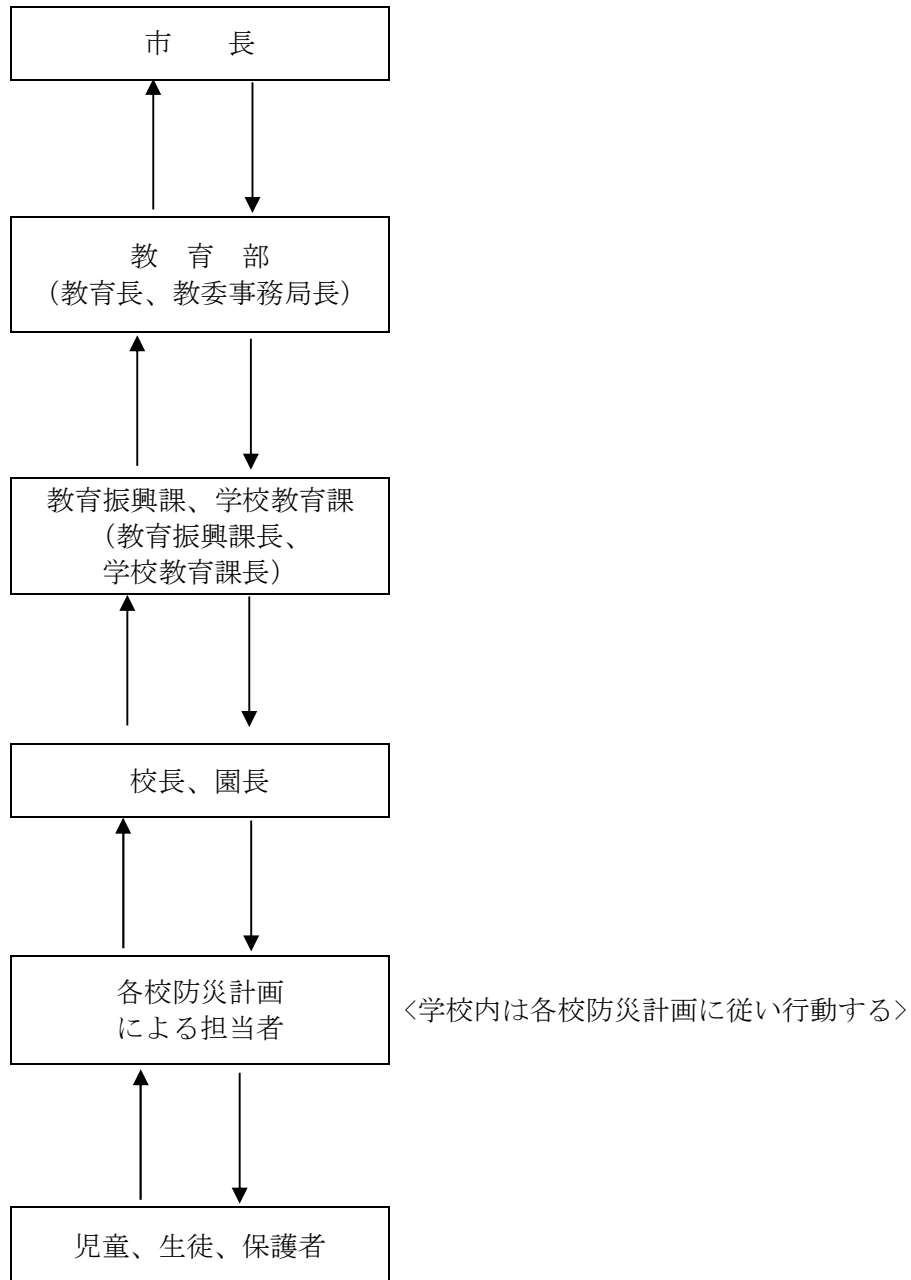 市　　長
教　育　部
（教育長、教委事務局長）
教育振興課、学校教育課
（教育振興課長、
学校教育課長）
校長、園長
各校防災計画
による担当者
<学校内は各校防災計画に従い行動する>
児童、生徒、保護者